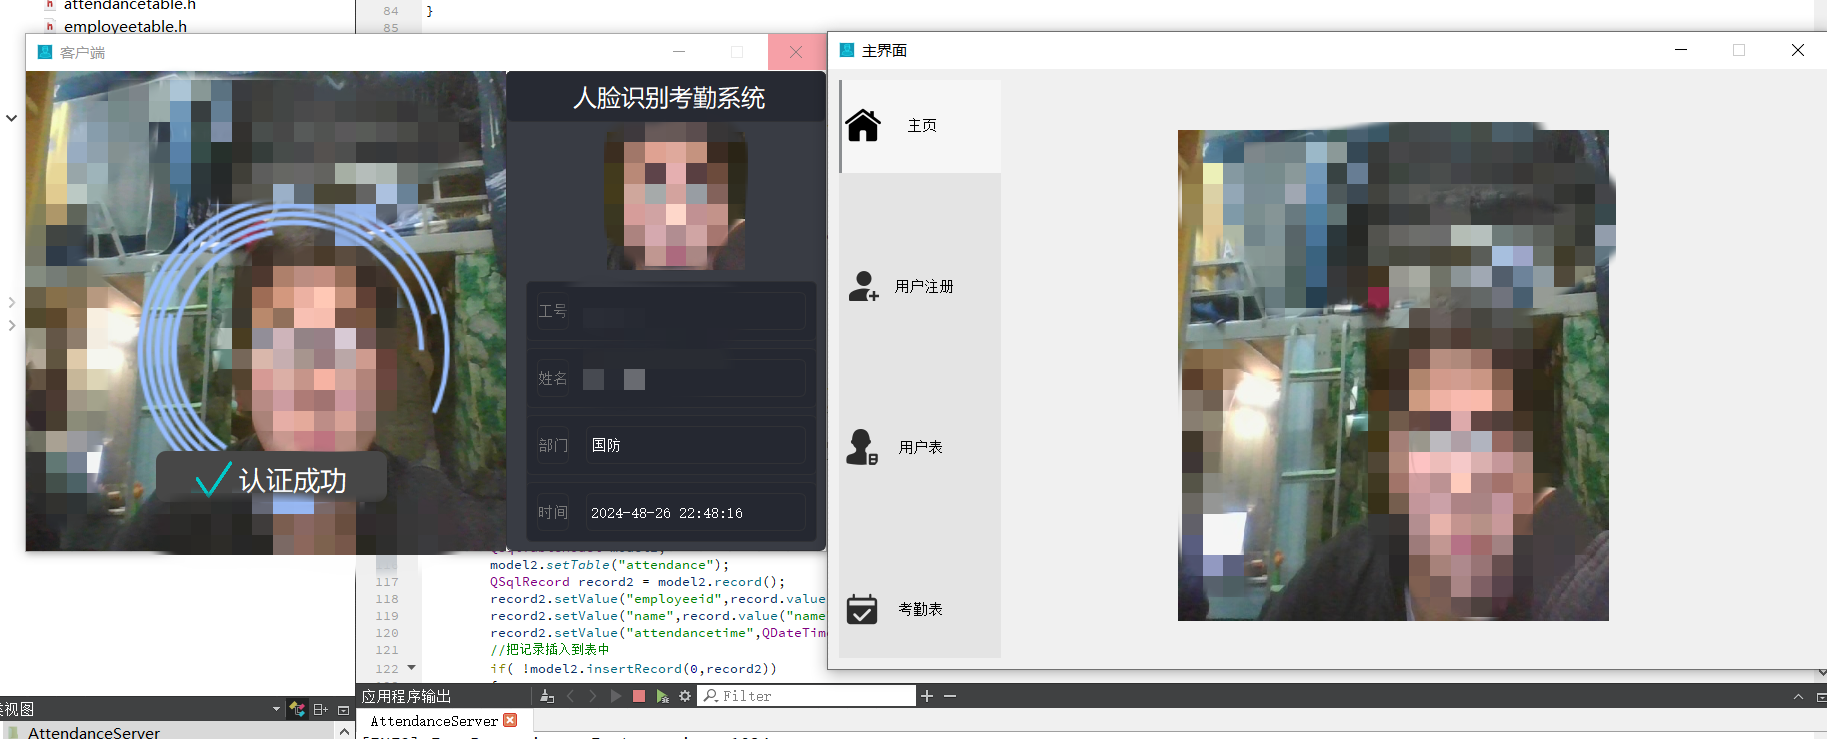 attendancetable.h
employeetable.h
84 }
85
客户端
人脸识别考勤系统
工号
姓名
部门 国防
时间 2024-48-26 22:48:16
认证成功
主界面
主页
用户注册
用户表
考勤表
model2.setTable("attendance");
117 QSqlRecord record2 = model2.record();
118 record2.setValue("employeeid",record.value
119 record2.setValue("name",record.value("name"
120 record2.setValue("attendancetime",QDateTim
121 //把记录插入到表中
122 if( !model2.insertRecord(0,record2))
应用程序输出 Filter
AttendanceServer
类视图
AttendanceServer